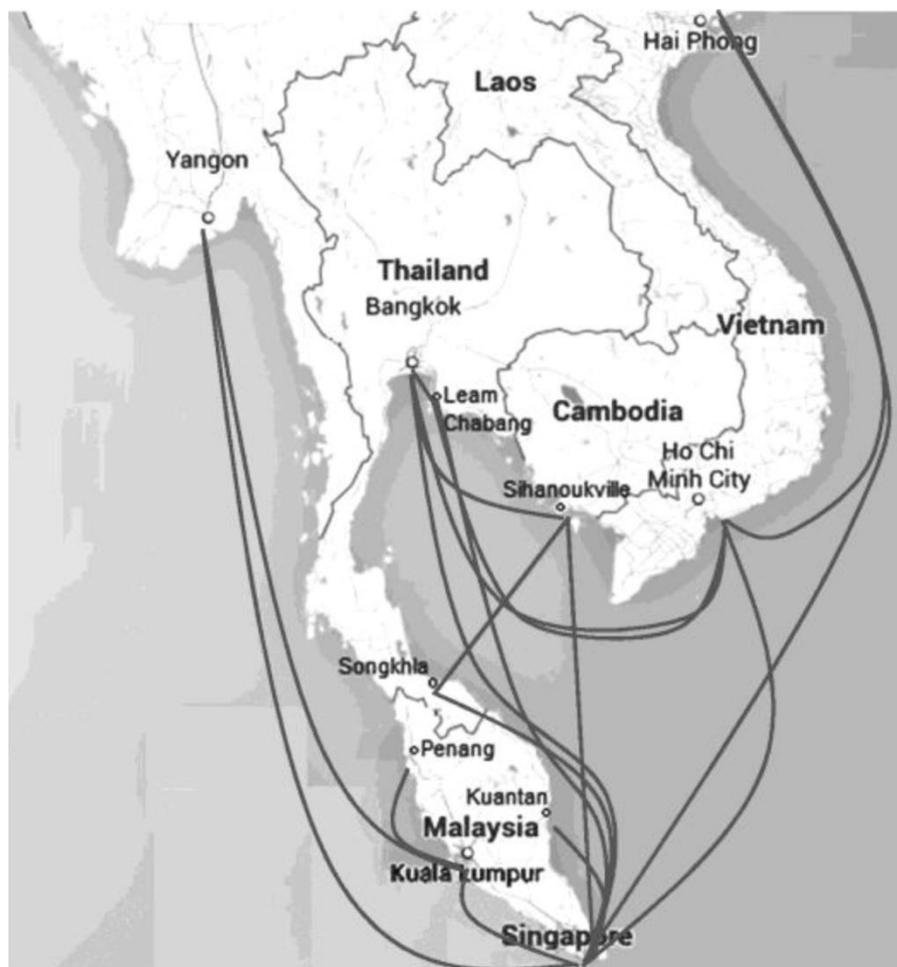 Hai Phong
Laos
Yangon
Thailand
Bangkok
Vietnam
Leam
Chabang
Cambodia
Ho Chi
Minh City
Sihanoukville
Songkhla
Penang
Kuantan
Malaysia
Kuala Lumpur
Singapore